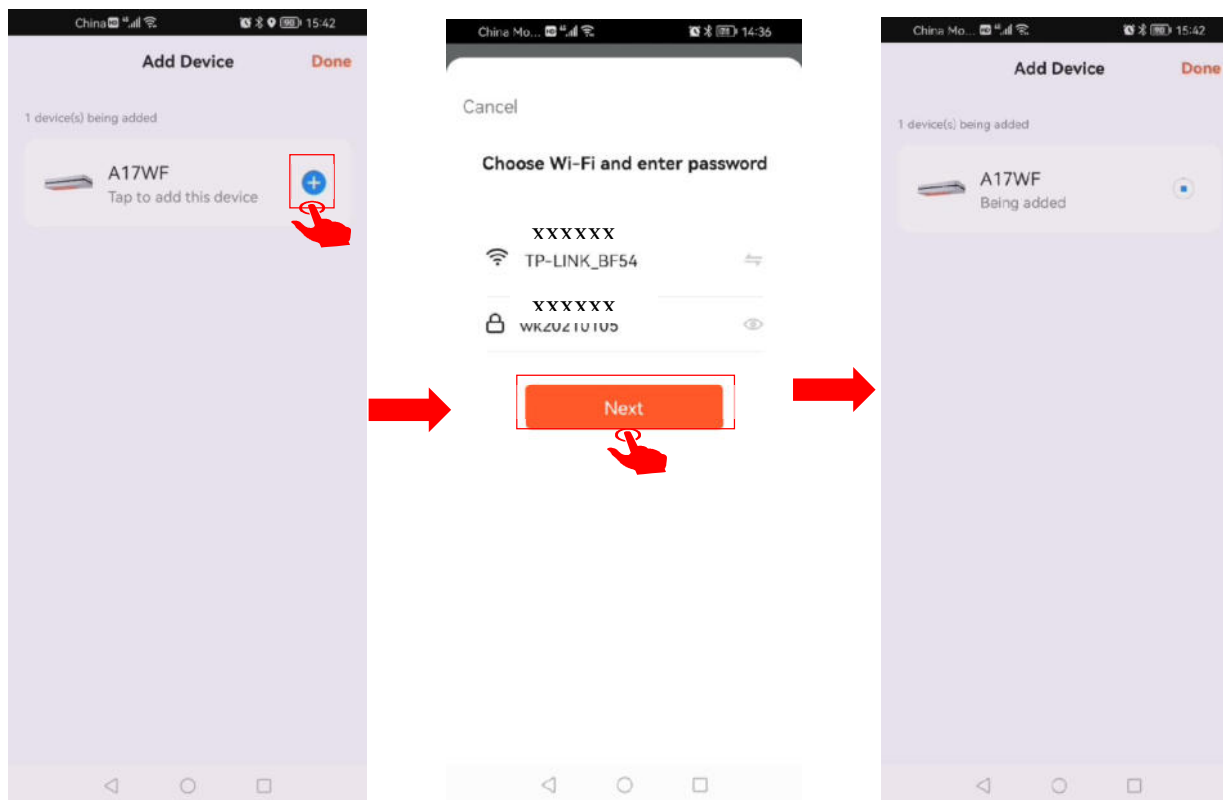 China 15:42
Add Device Done
1 device(s) being added
A17WF
Tap to add this device
China Mo... 14:36
Cancel
Choose Wi-Fi and enter password
xxxxxx
TP-LINK_BF54
xxxxxx
Next
China Mo... 15:42
Add Device Done
1 device(s) being added
A17WF
Being added